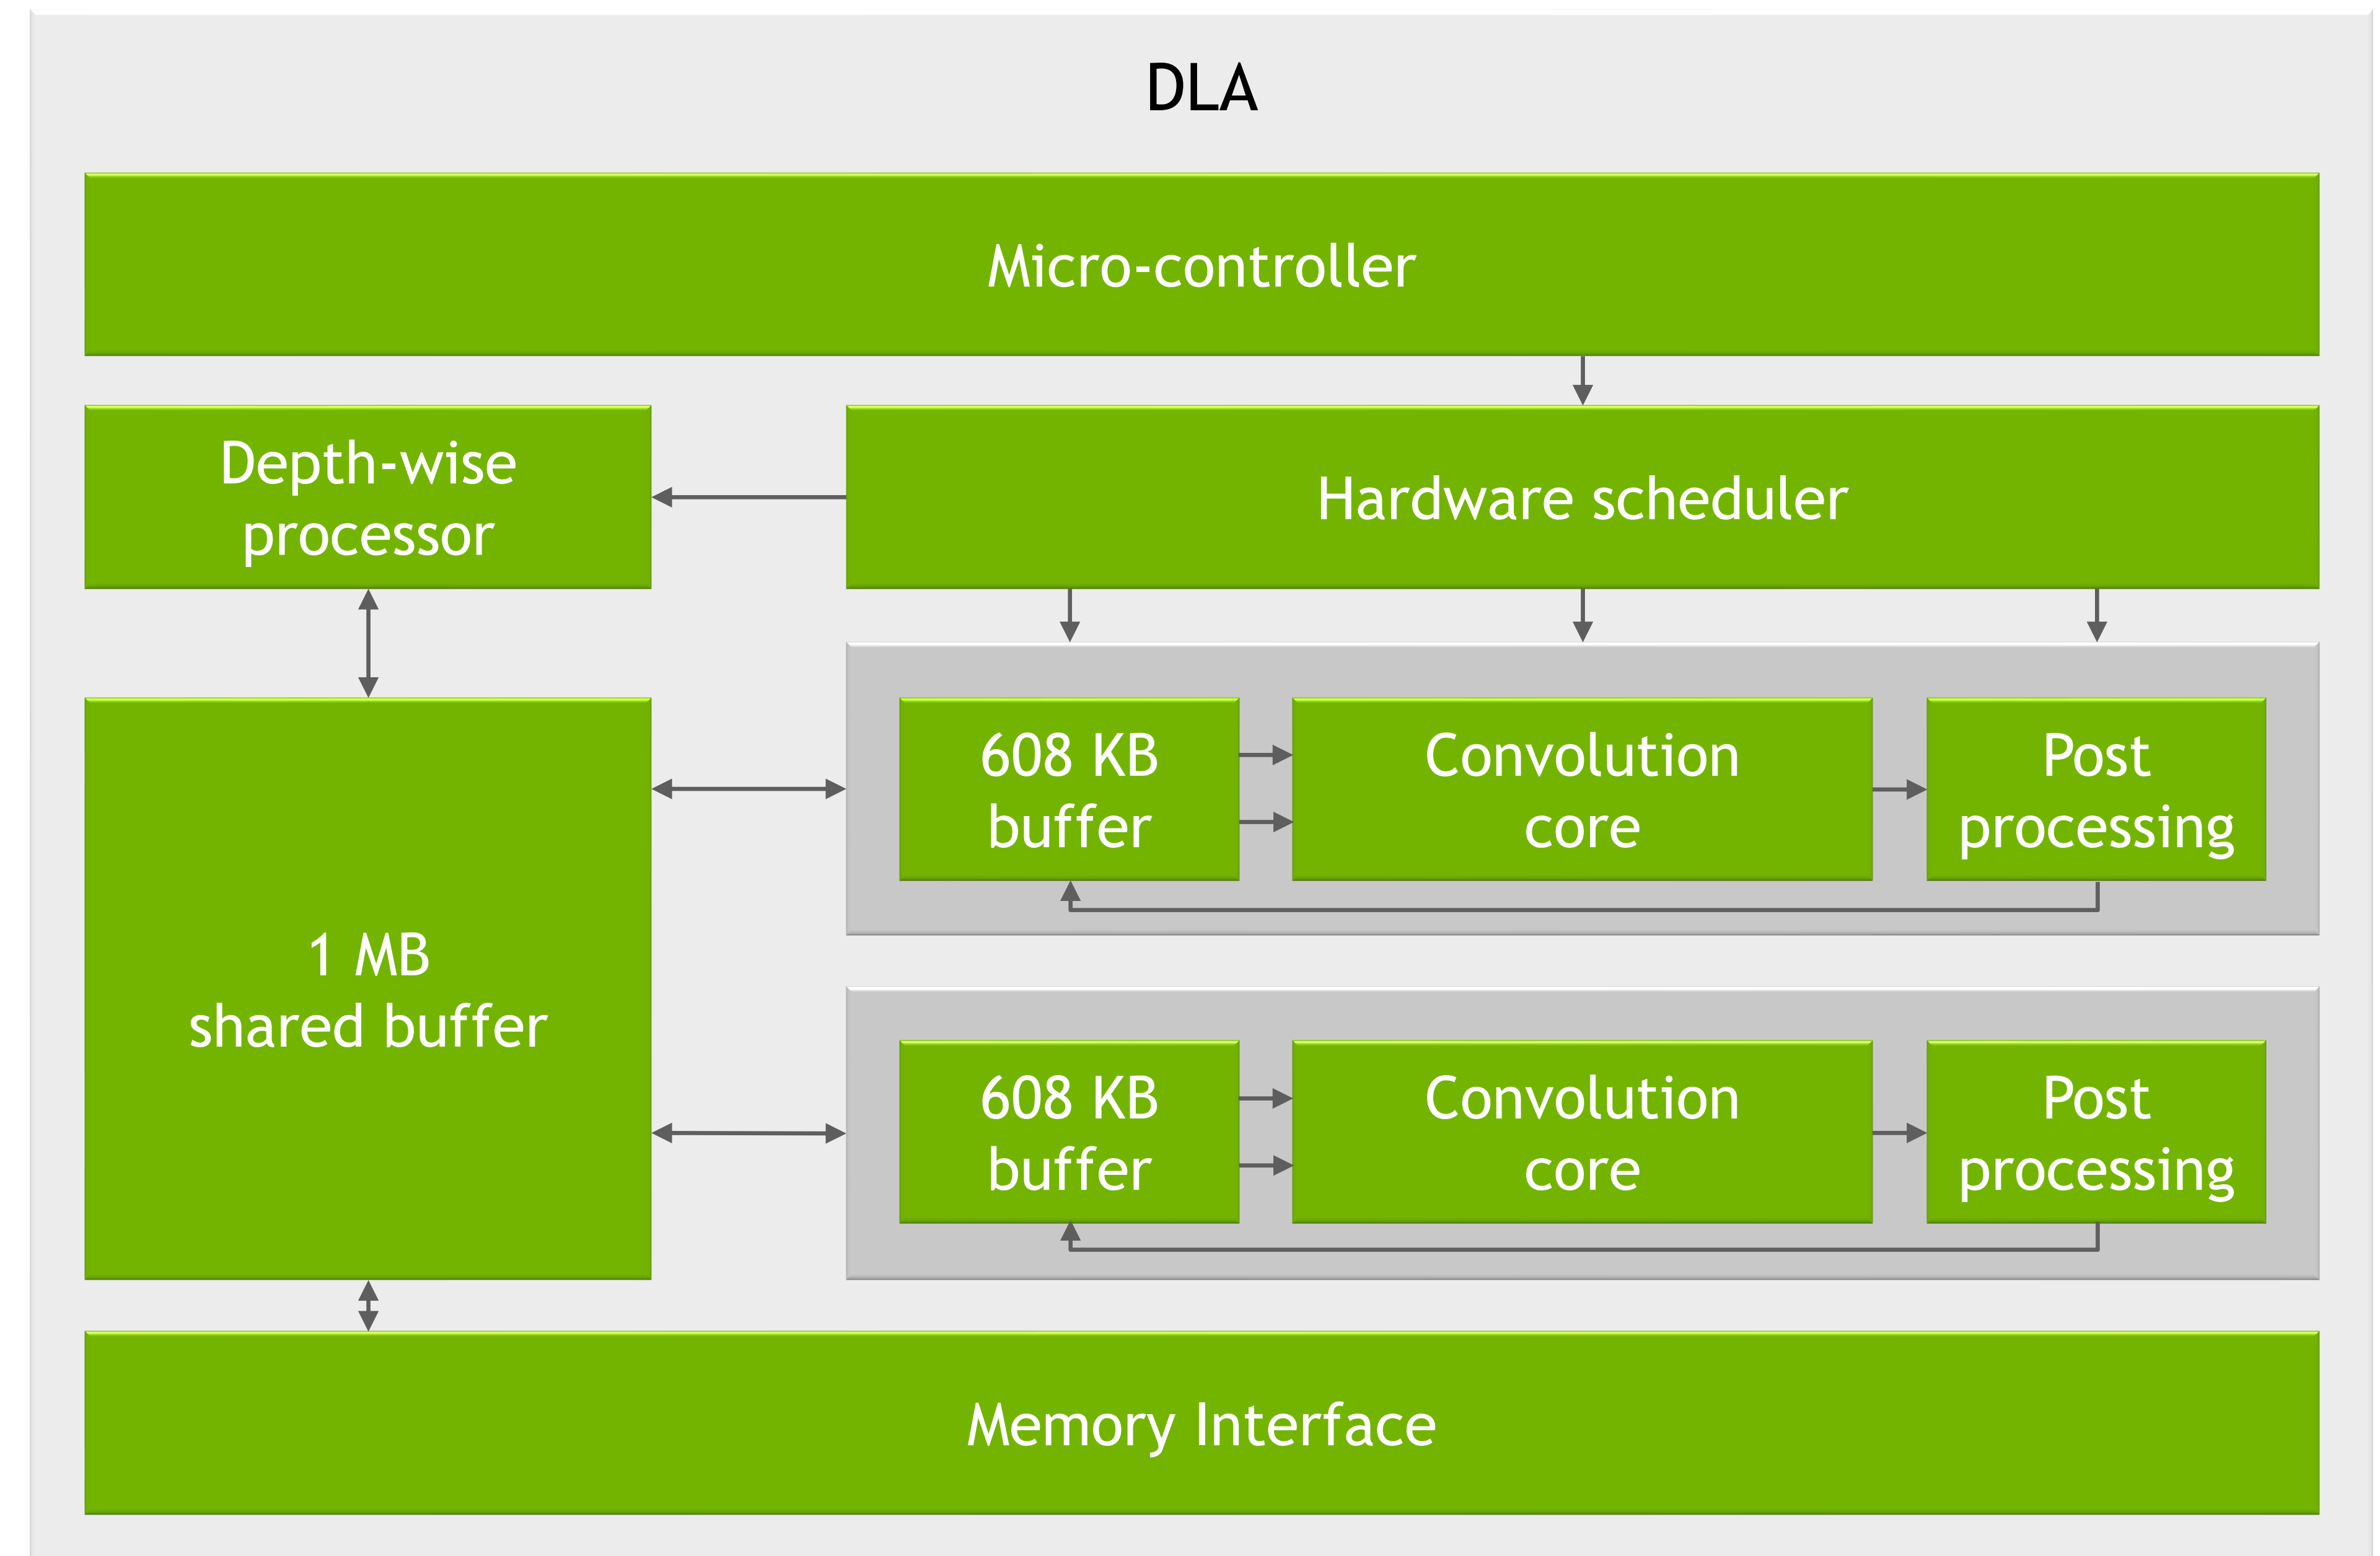 DLA
Micro-controller
Depth-wise
processor
Hardware scheduler
1 MB
shared buffer
608 KB
buffer
Convolution
core
Post
processing
608 KB
buffer
Convolution
core
Post
processing
Memory Interface